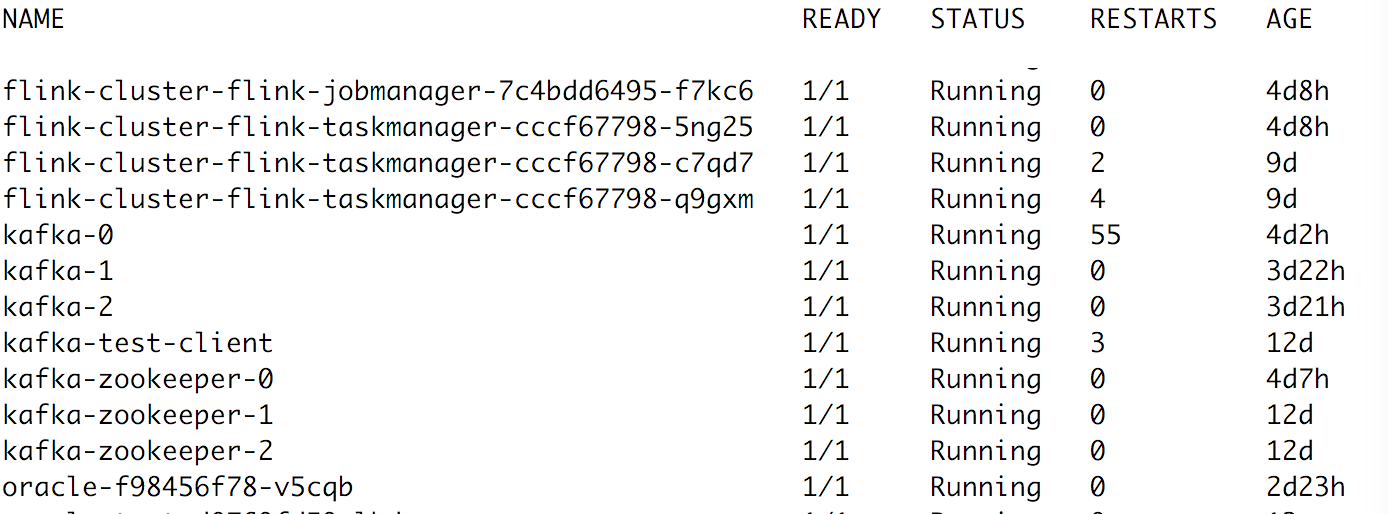 NAME READY STATUS RESTARTS AGE
flink-cluster-flink-jobmanager-7c4bdd6495-f7kc6 1/1 Running 0 4d8h
flink-cluster-flink-taskmanager-cccf67798-5ng25 1/1 Running 0 4d8h
flink-cluster-flink-taskmanager-cccf67798-c7qd7 1/1 Running 2 9d
flink-cluster-flink-taskmanager-cccf67798-q9gxm 1/1 Running 4 9d
kafka-0 1/1 Running 55 4d2h
kafka-1 1/1 Running 0 3d22h
kafka-2 1/1 Running 0 3d21h
kafka-test-client 1/1 Running 3 12d
kafka-zookeeper-0 1/1 Running 0 4d7h
kafka-zookeeper-1 1/1 Running 0 12d
kafka-zookeeper-2 1/1 Running 0 12d
oracle-f98456f78-v5cqb 1/1 Running 0 2d23h